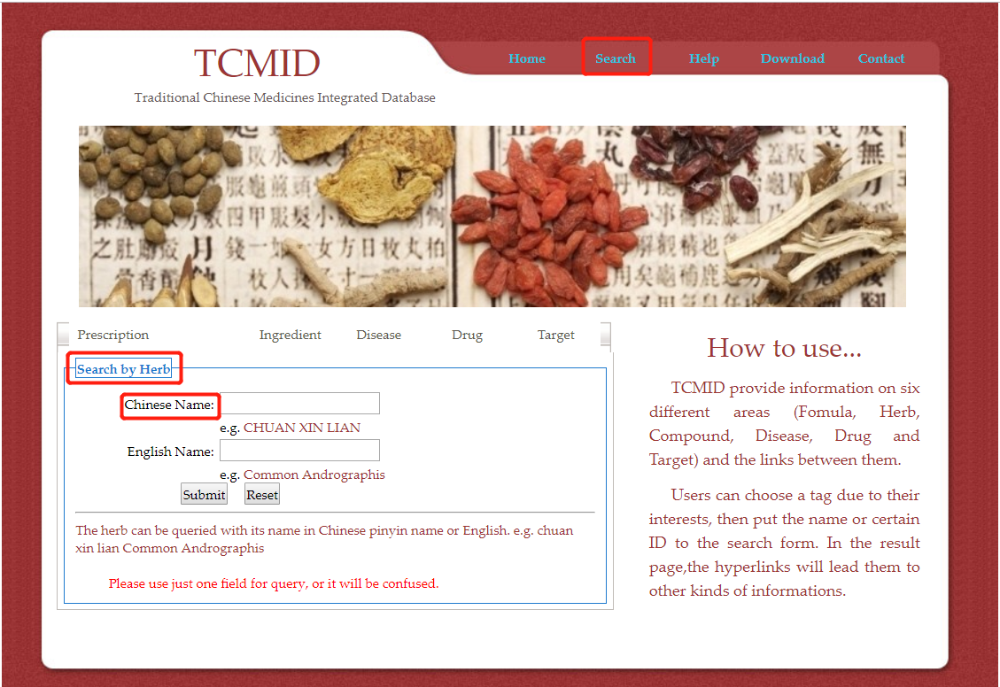 TCMID
Traditional Chinese Medicines Integrated Database
Home Search Help Download Contact
Prescription Ingredient Disease Drug Target
Search by Herb
Chinese Name:
e.g. CHUAN XIN LIAN
English Name:
e.g. Common Andrographis
Submit Reset
The herb can be queried with its name in Chinese pinyin name or English. e.g. chuan
xin lian Common Andrographis
Please use just one field for query, or it will be confused.
How to use...
TCMID provide information on six
different areas (Fomula, Herb,
Compound, Disease, Drug and
Target) and the links between them.
Users can choose a tag due to their
interests, then put the name or certain
ID to the search form. In the result
page,the hyperlinks will lead them to
other kinds of informations.